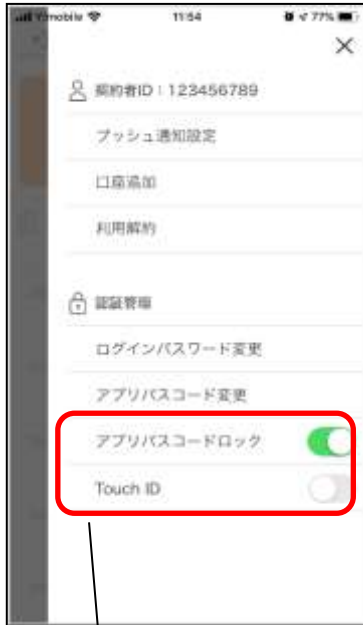 Y!mobile 11:54 77%
契約者ID：123456789
プッシュ通知設定
口座追加
利用解約
認証管理
ログインパスワード変更
アプリパスコード変更
アプリパスコードロック
Touch ID